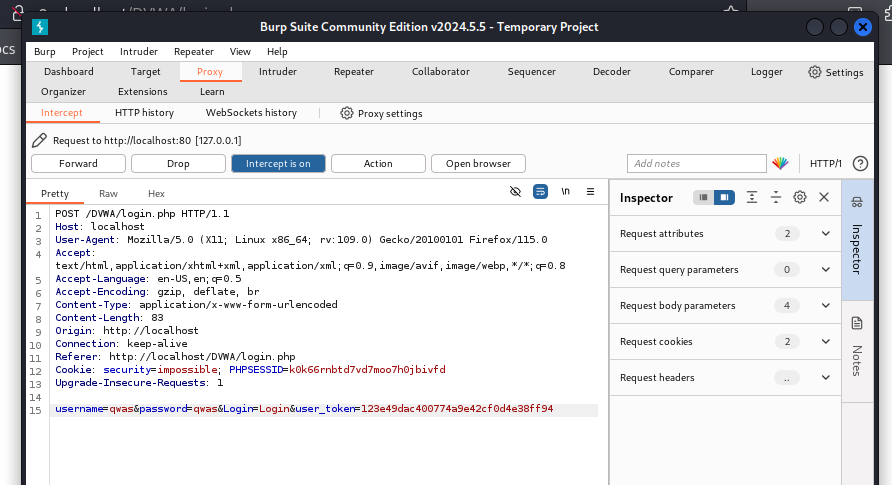 Burp Suite Community Edition v2024.5.5 - Temporary Project
ocs
Burp Project Intruder Repeater View Help
Dashboard Target Proxy Intruder Repeater Collaborator Sequencer Decoder Comparer Logger Settings
Organizer Extensions Learn
Intercept HTTP history WebSockets history Proxy settings
Request to http://localhost:80 [127.0.0.1]
Forward Drop Intercept is on Action Open browser Add notes HTTP/1
Pretty Raw Hex \n
1 POST /DVWA/login.php HTTP/1.1
2 Host: localhost
3 User-Agent: Mozilla/5.0 (X11; Linux x86_64; rv:109.0) Gecko/20100101 Firefox/115.0
4 Accept:
text/html,application/xhtml+xml,application/xml;q=0.9,image/avif,image/webp,*/*;q=0.8
5 Accept-Language: en-US,en;q=0.5
6 Accept-Encoding: gzip, deflate, br
7 Content-Type: application/x-www-form-urlencoded
8 Content-Length: 83
9 Origin: http://localhost
10 Connection: keep-alive
11 Referer: http://localhost/DVWA/login.php
12 Cookie: security=impossible; PHPSESSID=k0k66rnbtd7vd7moo7h0jbivfd
13 Upgrade-Insecure-Requests: 1
14
15 username=qwas&password=qwas&Login=Login&user_token=123e49dac400774a9e42cf0d4e38ff94
Inspector
Request attributes 2
Request query parameters 0
Request body parameters 4
Request cookies 2
Request headers ..
Inspector
Notes